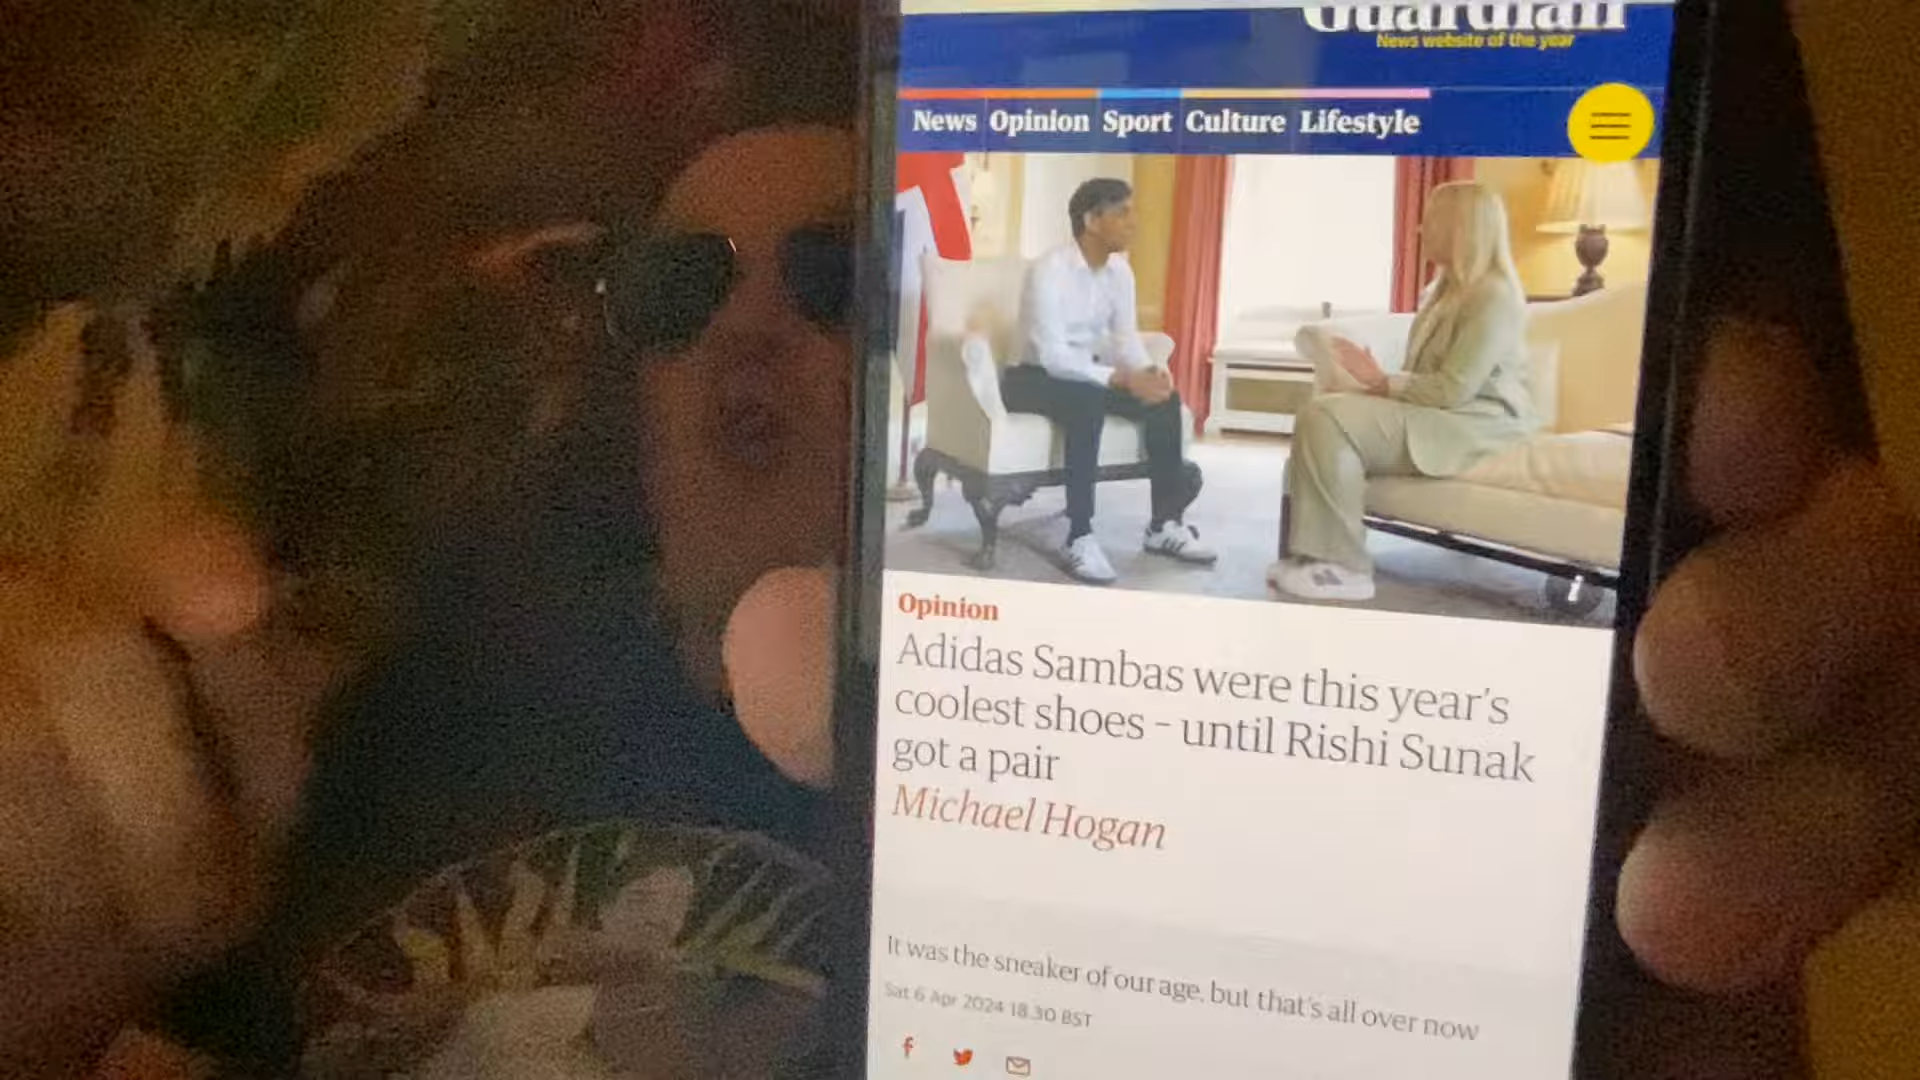 Guardian
News website of the year
News Opinion Sport Culture Lifestyle
Opinion
Adidas Sambas were this year's
coolest shoes – until Rishi Sunak
got a pair
Michael Hogan
It was the sneaker of our age, but that's all over now
Sat 6 Apr 2024 18.30 BST